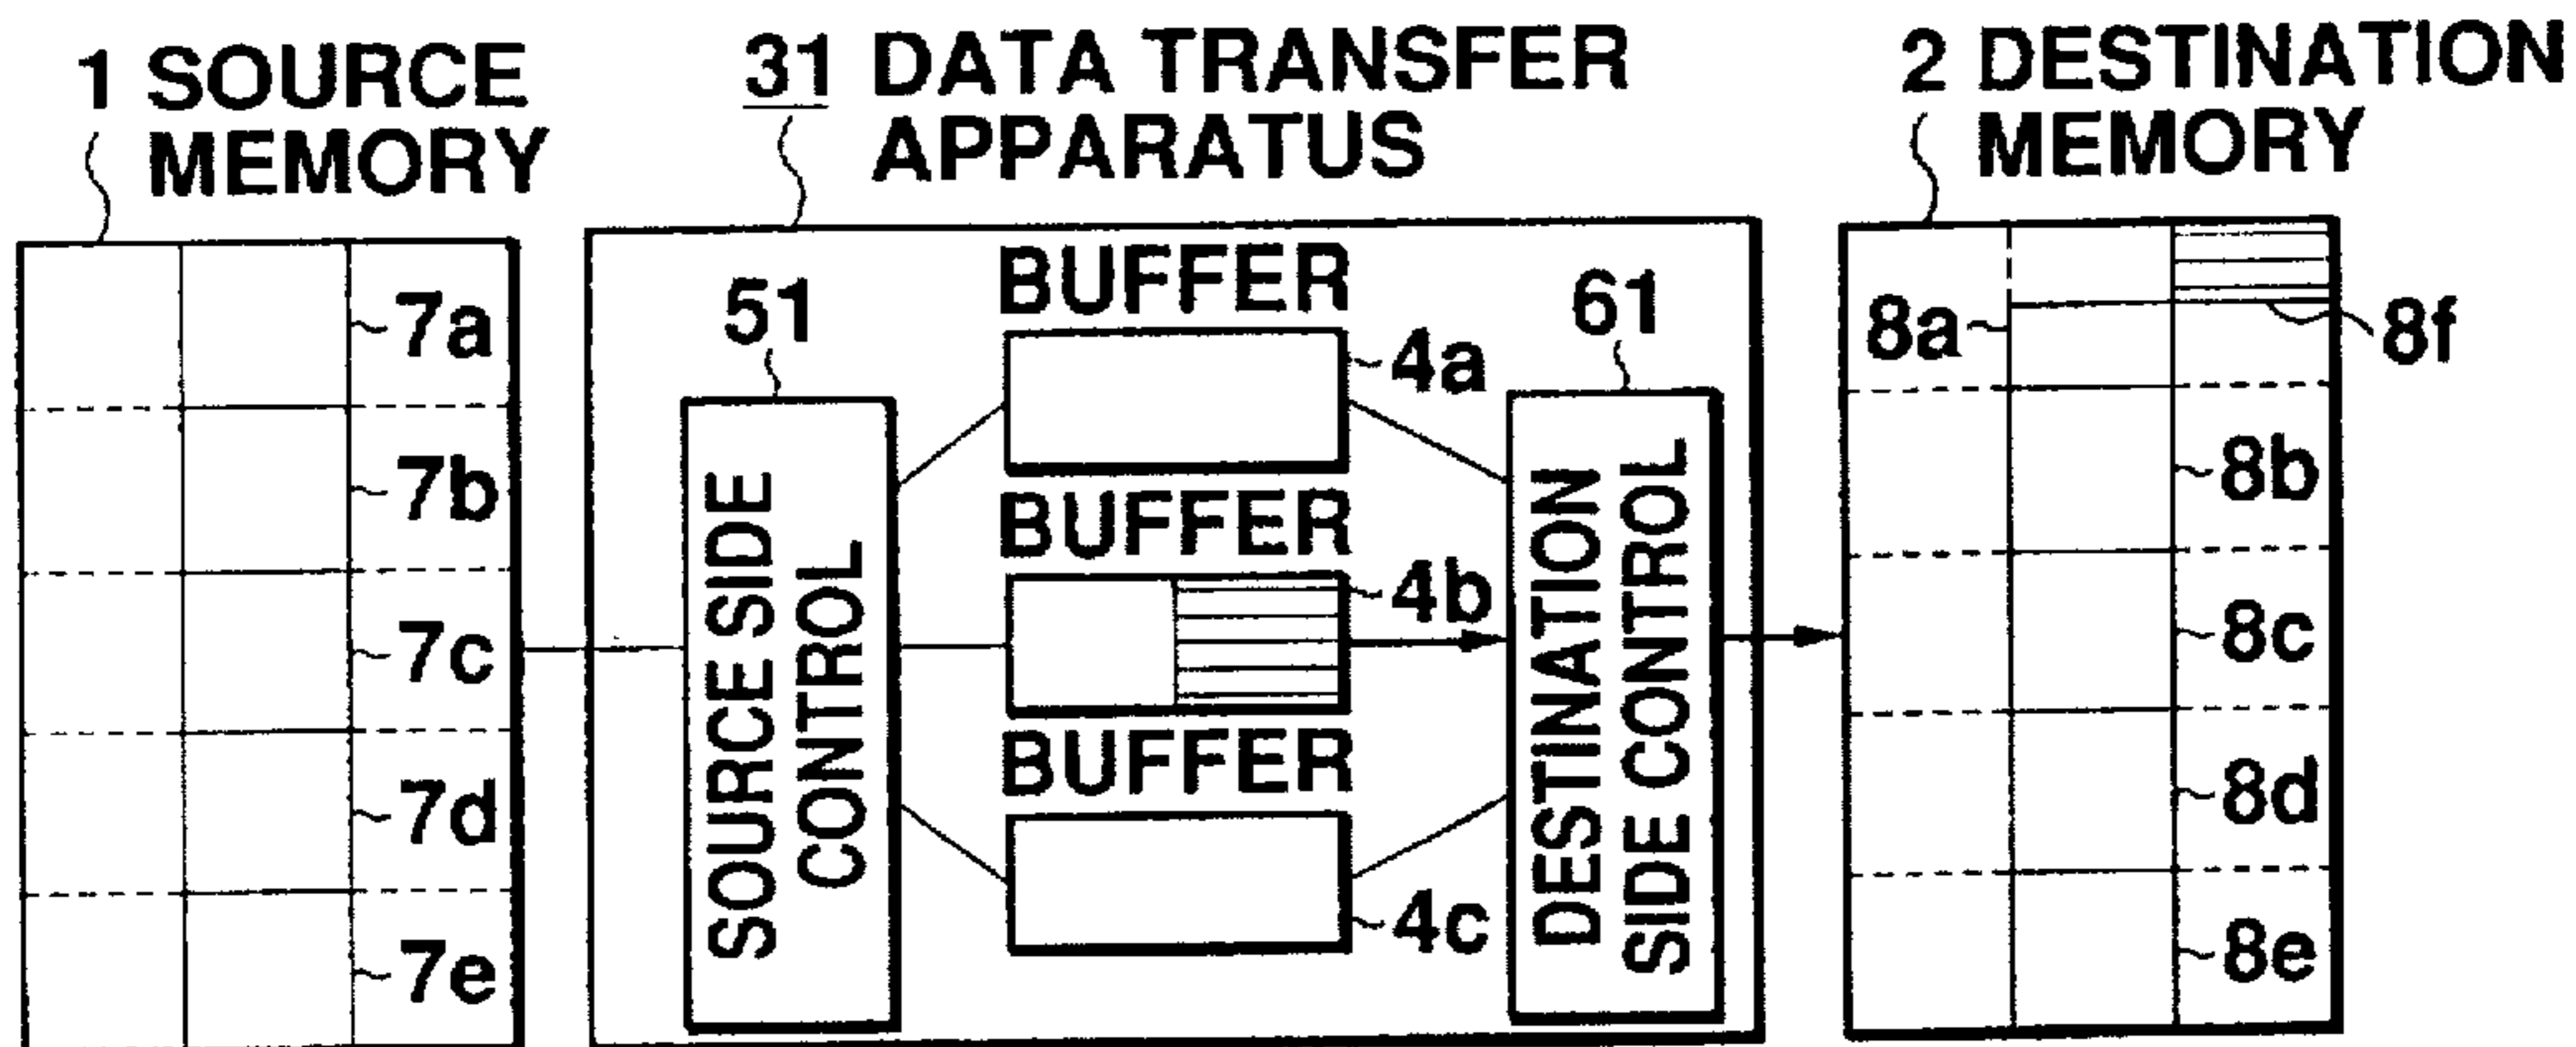 1 SOURCE
MEMORY
31 DATA TRANSFER
APPARATUS
2 DESTINATION
MEMORY
7a
7b
7c
7d
7e
51
SOURCE SIDE
CONTROL
BUFFER
4a
BUFFER
4b
BUFFER
4c
61
DESTINATION
SIDE CONTROL
8a
8f
8b
8c
8d
8e